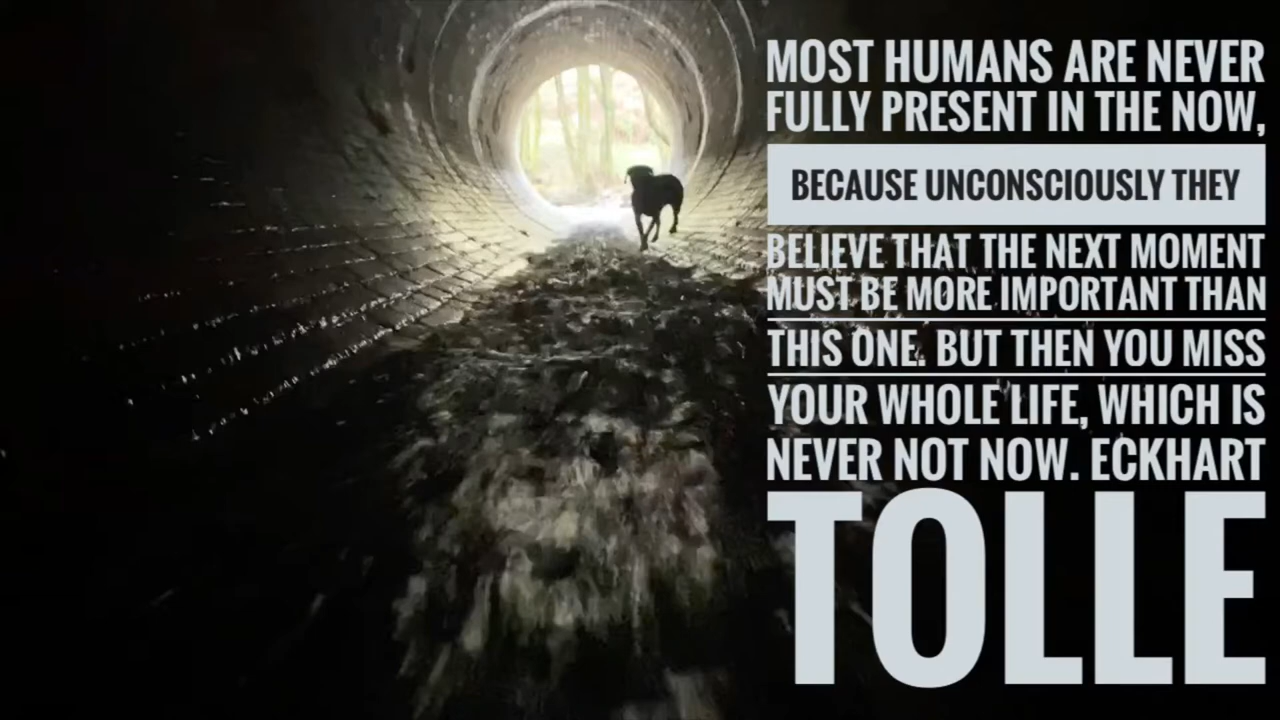 MOST HUMANS ARE NEVER
FULLY PRESENT IN THE NOW,
BECAUSE UNCONSCIOUSLY THEY
BELIEVE THAT THE NEXT MOMENT
MUST BE MORE IMPORTANT THAN
THIS ONE. BUT THEN YOU MISS
YOUR WHOLE LIFE, WHICH IS
NEVER NOT NOW. ECKHART
TOLLE